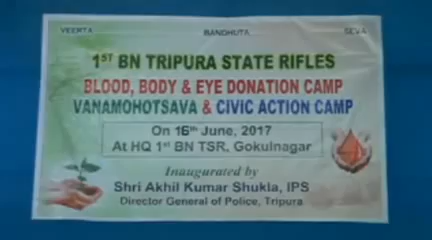 VEERTA BANDHUTA SEVA
1ST BN TRIPURA STATE RIFLES
BLOOD, BODY & EYE DONATION CAMP
VANAMOHOTSAVA & CIVIC ACTION CAMP
On 16th June, 2017
At HQ 1st BN TSR, Gokulnagar
Inaugurated by
Shri Akhil Kumar Shukla, IPS
Director General of Police, Tripura